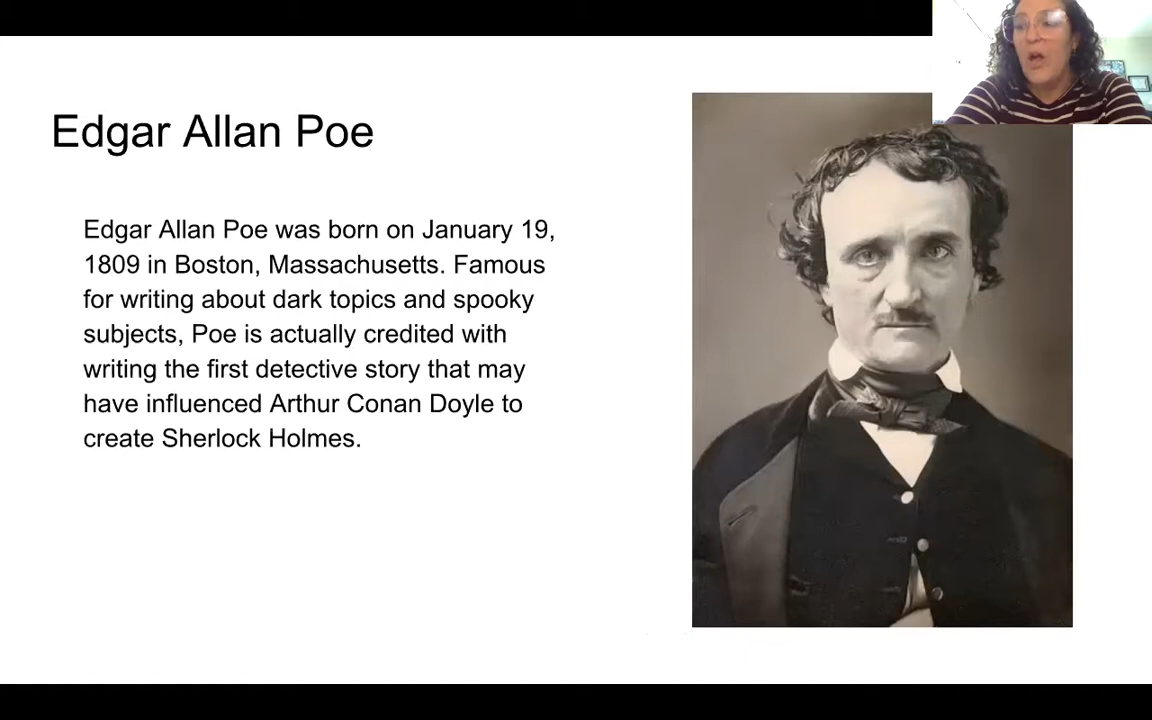 Edgar Allan Poe
Edgar Allan Poe was born on January 19,
1809 in Boston, Massachusetts. Famous
for writing about dark topics and spooky
subjects, Poe is actually credited with
writing the first detective story that may
have influenced Arthur Conan Doyle to
create Sherlock Holmes.